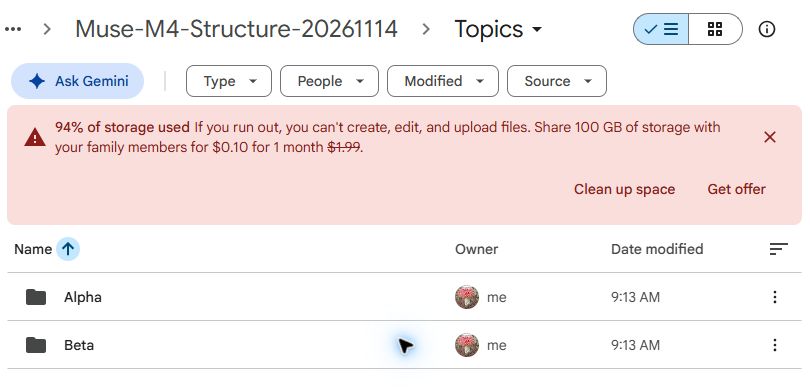 ... > Muse-M4-Structure-20261114 > Topics
Ask Gemini Type People Modified Source
94% of storage used If you run out, you can't create, edit, and upload files. Share 100 GB of storage with
your family members for $0.10 for 1 month $1.99.
Clean up space Get offer
Name Owner Date modified
Alpha me 9:13 AM
Beta me 9:13 AM